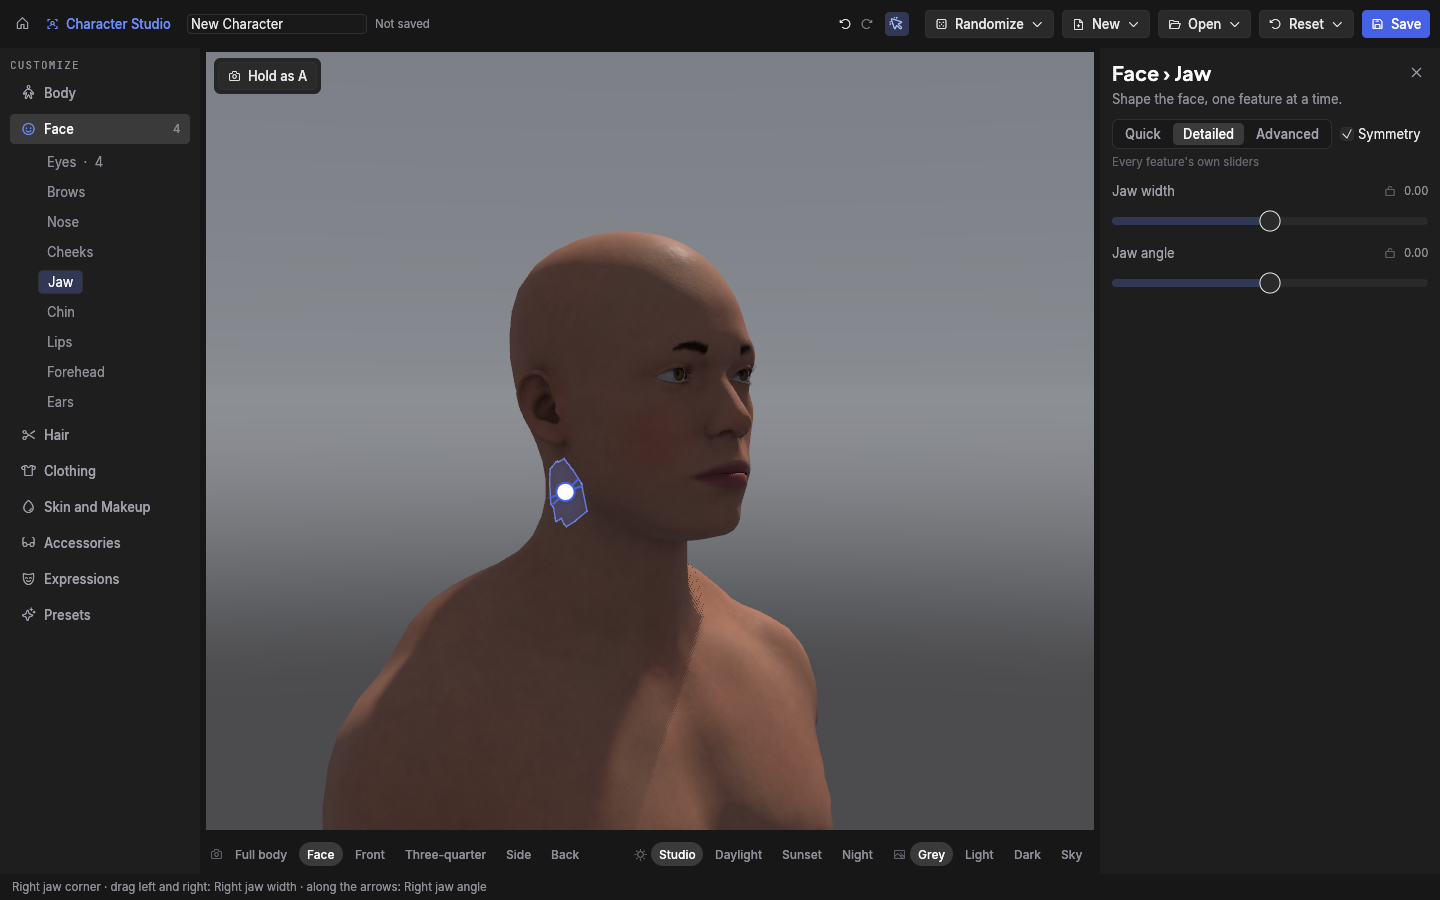 Character Studio
New Character
Not saved
Randomize
New
Open
Reset
Save
CUSTOMIZE
Body
Face 4
Eyes · 4
Brows
Nose
Cheeks
Jaw
Chin
Lips
Forehead
Ears
Hair
Clothing
Skin and Makeup
Accessories
Expressions
Presets
Hold as A
Full body
Face
Front
Three-quarter
Side
Back
Studio
Daylight
Sunset
Night
Grey
Light
Dark
Sky
Face › Jaw
Shape the face, one feature at a time.
Quick
Detailed
Advanced
Symmetry
Every feature's own sliders
Jaw width 0.00
Jaw angle 0.00
Right jaw corner · drag left and right: Right jaw width · along the arrows: Right jaw angle